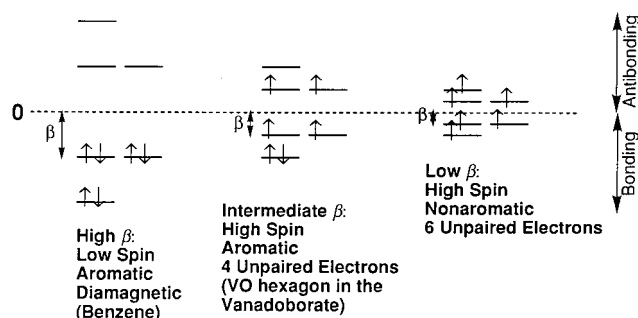 Antibonding
0
β
β
β
Bonding
High β:
Low Spin
Aromatic
Diamagnetic
(Benzene)
Intermediate β:
High Spin
Aromatic
4 Unpaired Electrons
(VO hexagon in the
Vanadoborate)
Low β:
High Spin
Nonaromatic
6 Unpaired Electrons